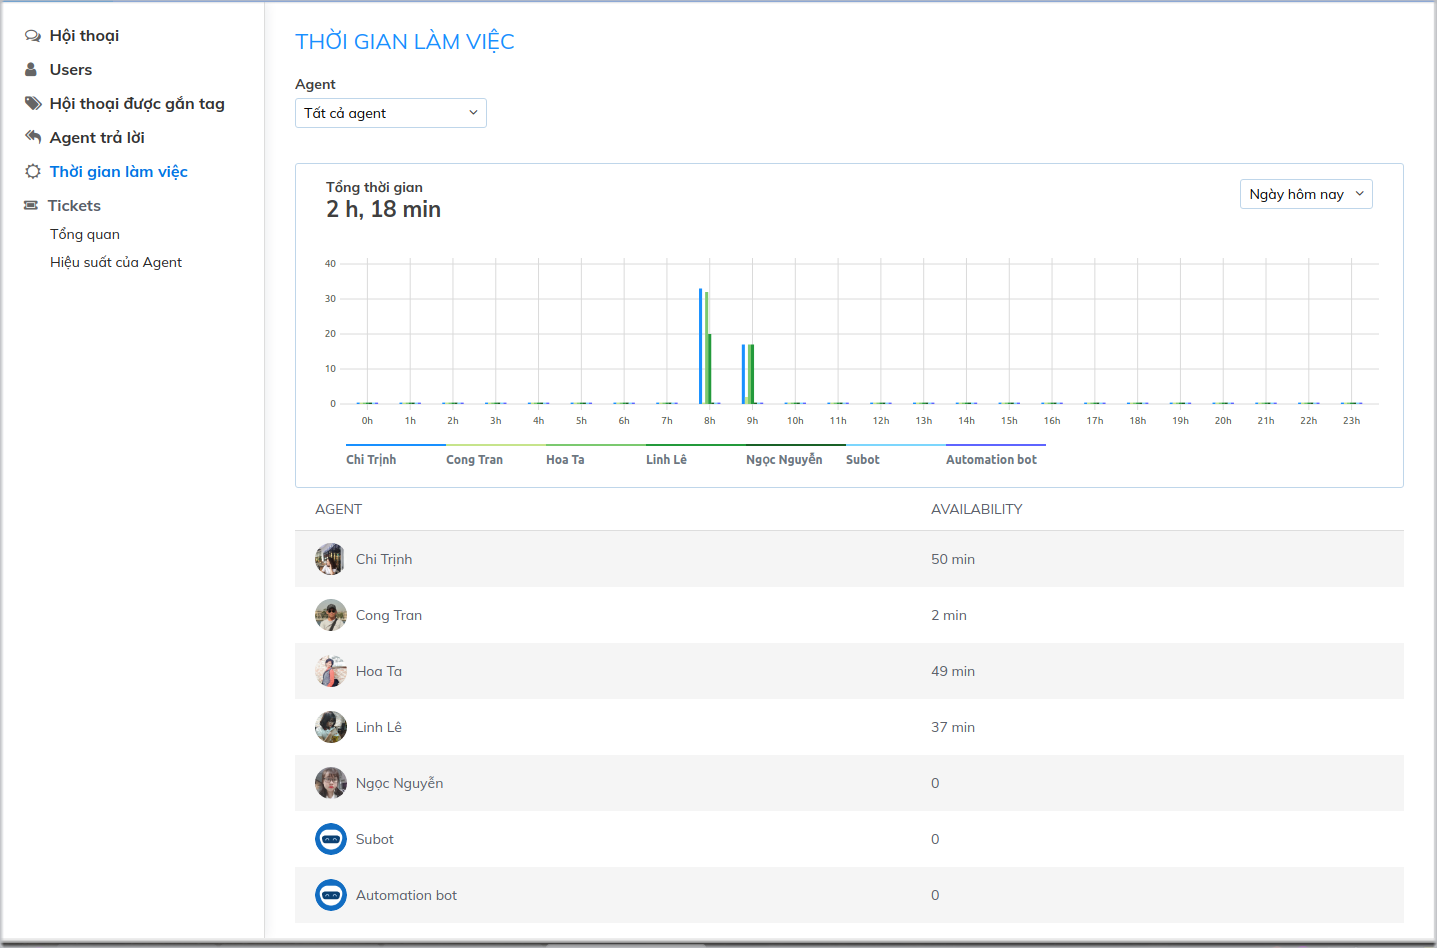 Hội thoại
Users
Hội thoại được gắn tag
Agent trả lời
Thời gian làm việc
Tickets
Tổng quan
Hiệu suất của Agent
THỜI GIAN LÀM VIỆC
Agent
Tất cả agent
Tổng thời gian
2 h, 18 min
Ngày hôm nay
40
30
20
10
0
0h 1h 2h 3h 4h 5h 6h 7h 8h 9h 10h 11h 12h 13h 14h 15h 16h 17h 18h 19h 20h 21h 22h 23h
Chi Trịnh Cong Tran Hoa Ta Linh Lê Ngọc Nguyễn Subot Automation bot
AGENT AVAILABILITY
Chi Trịnh 50 min
Cong Tran 2 min
Hoa Ta 49 min
Linh Lê 37 min
Ngọc Nguyễn 0
Subot 0
Automation bot 0